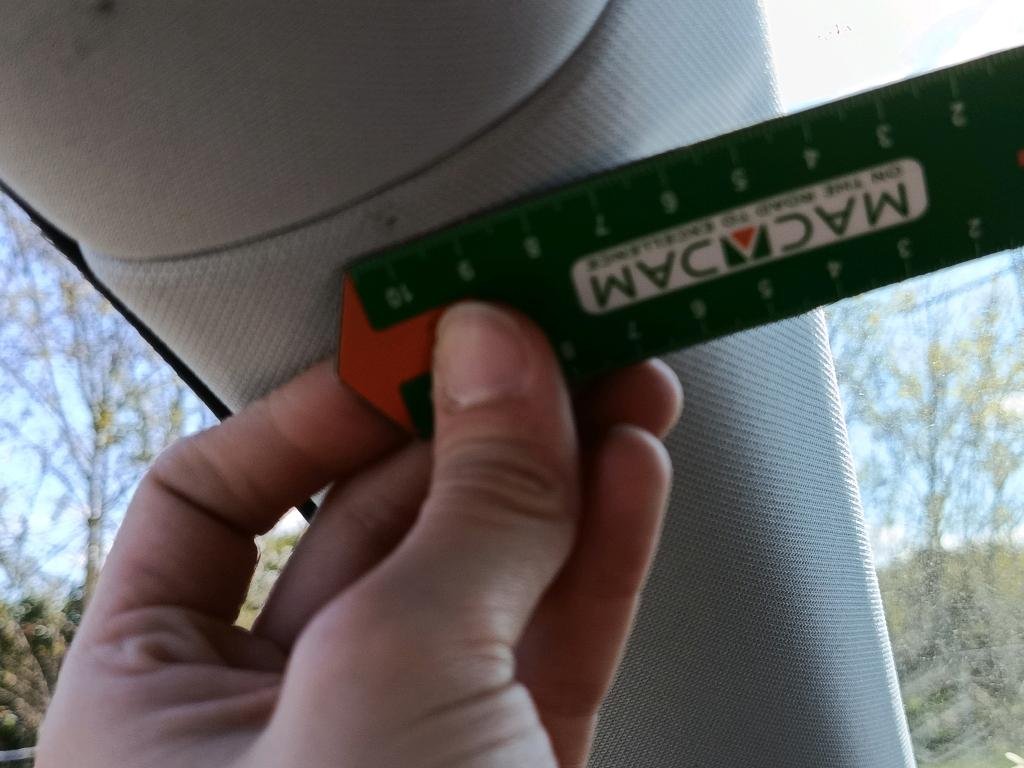 MACADAM
ON THE ROAD TO EXCELLENCE
10 9 8 7 6 5 4 3 2
8 7 6 5 4 3 2